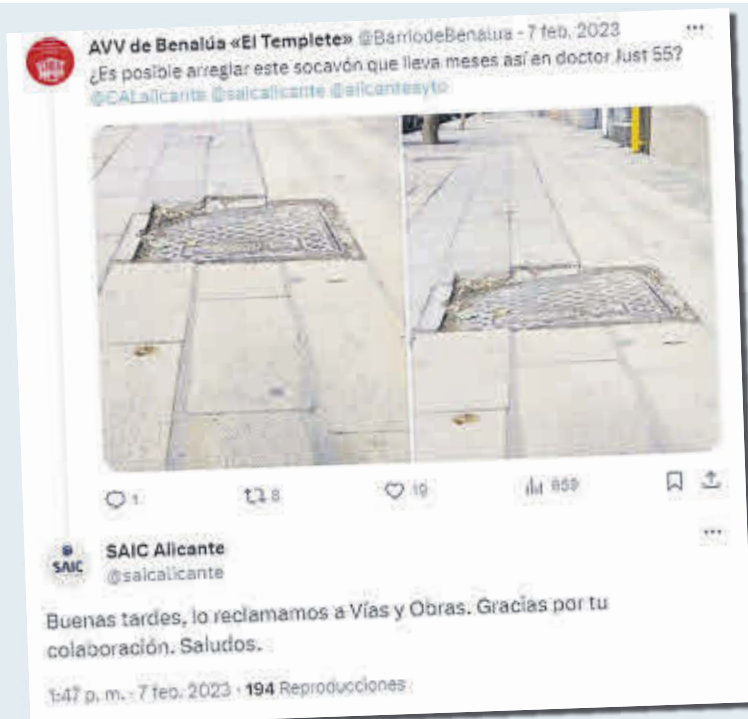 AVV de Benalúa «El Templete» @BarriodeBenalua - 7 feb. 2023
¿Es posible arreglar este socavón que lleva meses así en doctor Just 55?
@CALalicante @saicalicante @alicanteayto
1
8
19
859
SAIC
SAIC Alicante
@saicalicante
Buenas tardes, lo reclamamos a Vías y Obras. Gracias por tu
colaboración. Saludos.
1:47 p. m. · 7 feb. 2023 · 194 Reproducciones